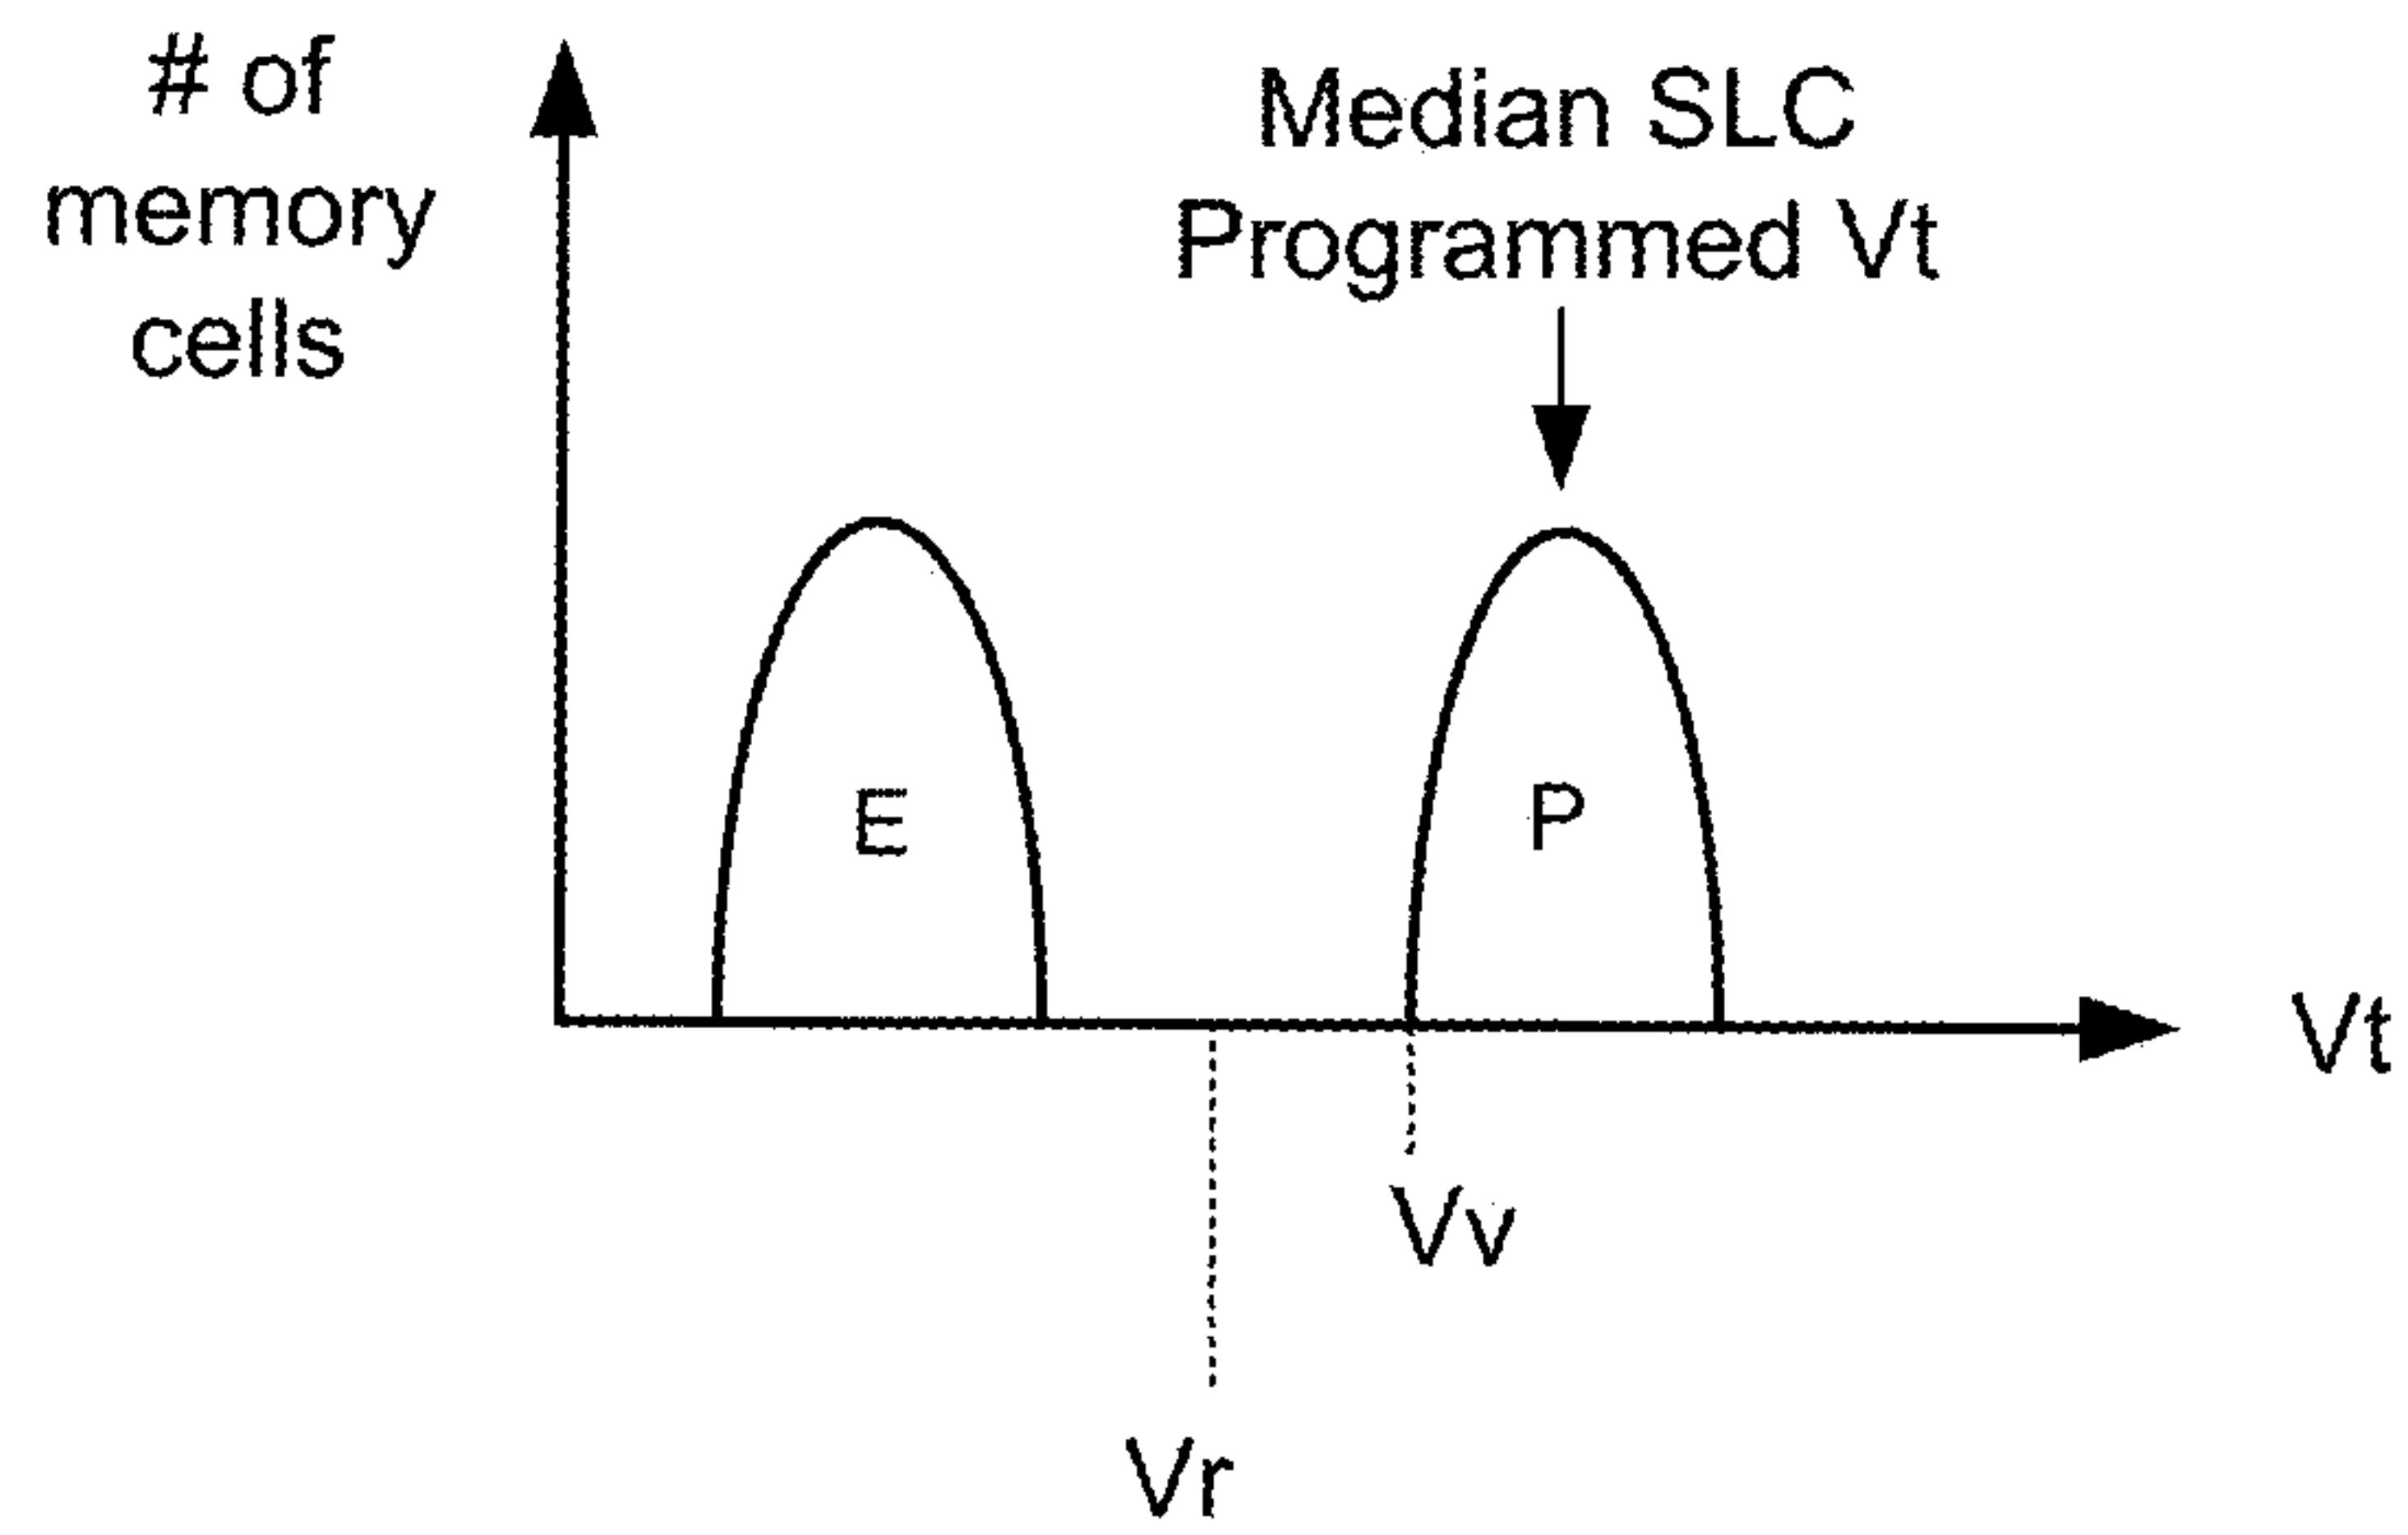 # of
memory
cells
Median SLC
Programmed Vt
E
P
Vt
Vv
Vr